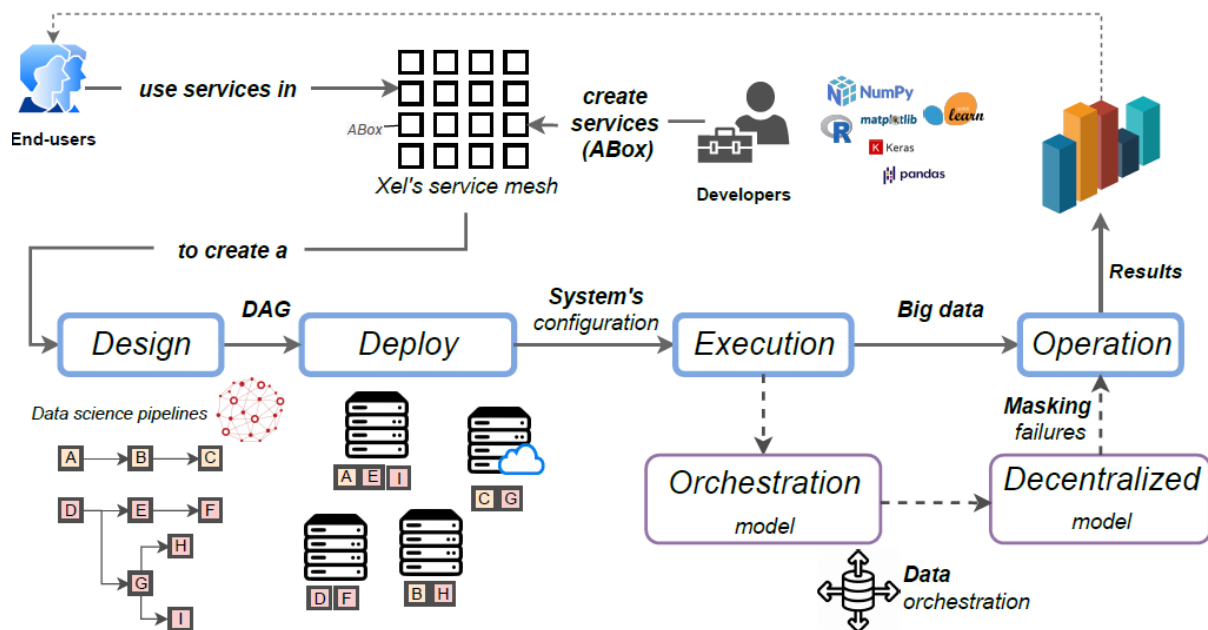 End-users
use services in
ABox
Xel's service mesh
create
services
(ABox)
Developers
NumPy
R
matplotlib
learn
K Keras
pandas
to create a
Results
Design
DAG
Deploy
System's
configuration
Execution
Big data
Operation
Data science pipelines
A B C
D E F
H
G
I
A E I
C G
D F
B H
Masking
failures
Orchestration
model
Decentralized
model
Data
orchestration